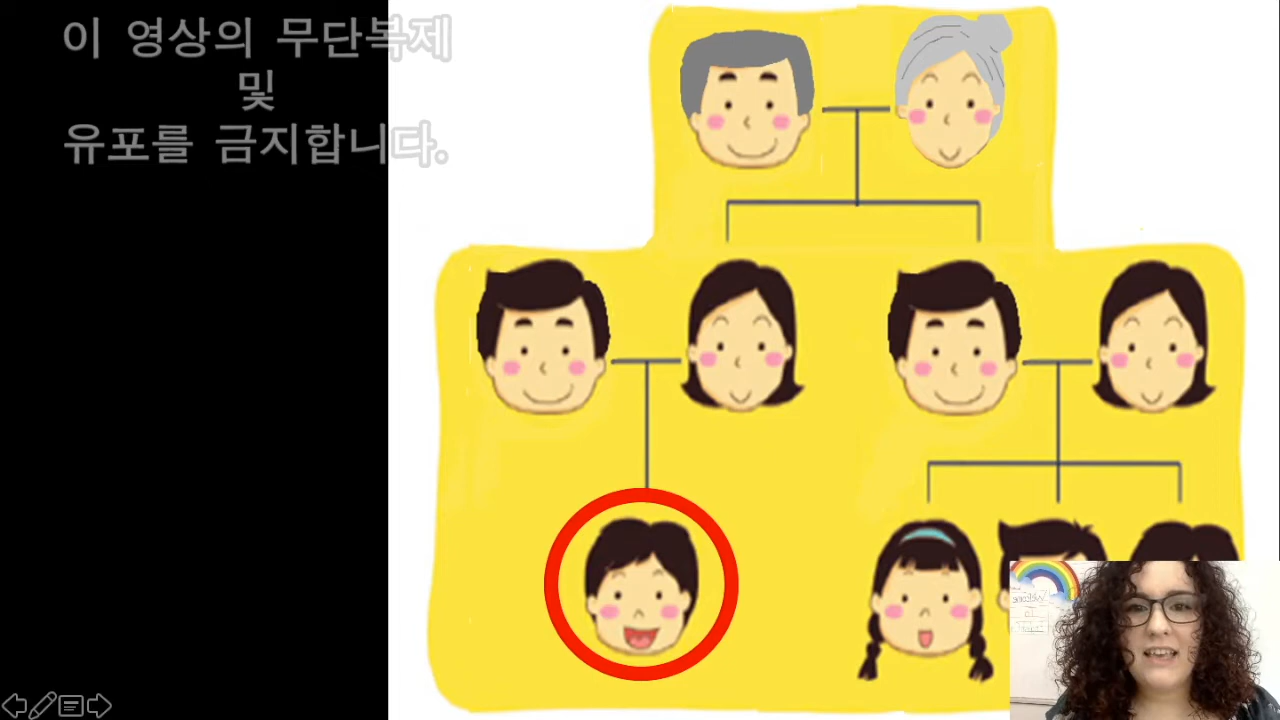 이 영상의 무단복제
및
유포를 금지합니다.